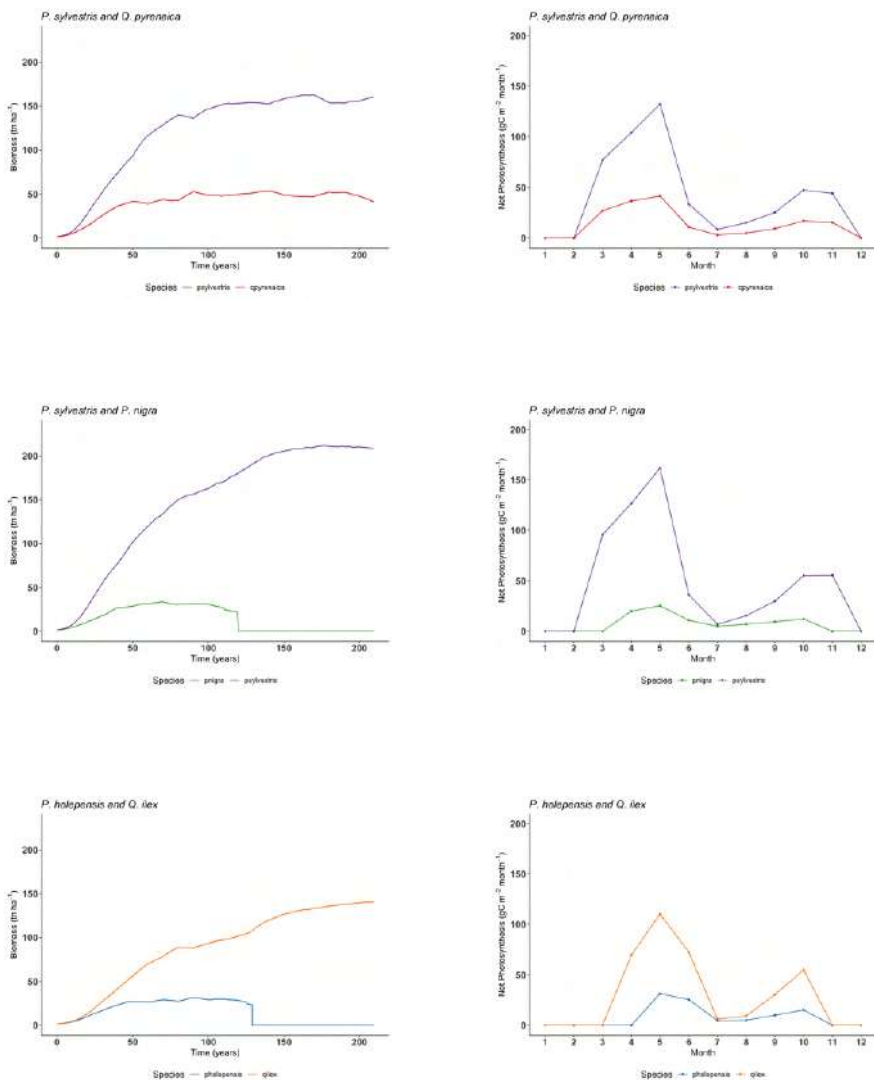 P. sylvestris and Q. pyrenaica
Biomass (tn ha⁻¹)
200
150
100
50
0
0 50 100 150 200
Time (years)
Species psylvestris qpyrenaica
P. sylvestris and Q. pyrenaica
Net Photosynthesis (gC m⁻² month⁻¹)
200
150
100
50
0
1 2 3 4 5 6 7 8 9 10 11 12
Month
Species psylvestris qpyrenaica
P. sylvestris and P. nigra
Biomass (tn ha⁻¹)
200
150
100
50
0
0 50 100 150 200
Time (years)
Species pnigra psylvestris
P. sylvestris and P. nigra
Net Photosynthesis (gC m⁻² month⁻¹)
200
150
100
50
0
1 2 3 4 5 6 7 8 9 10 11 12
Month
Species pnigra psylvestris
P. halepensis and Q. ilex
Biomass (tn ha⁻¹)
200
150
100
50
0
0 50 100 150 200
Time (years)
Species phalepensis qilex
P. halepensis and Q. ilex
Net Photosynthesis (gC m⁻² month⁻¹)
200
150
100
50
0
1 2 3 4 5 6 7 8 9 10 11 12
Month
Species phalepensis qilex